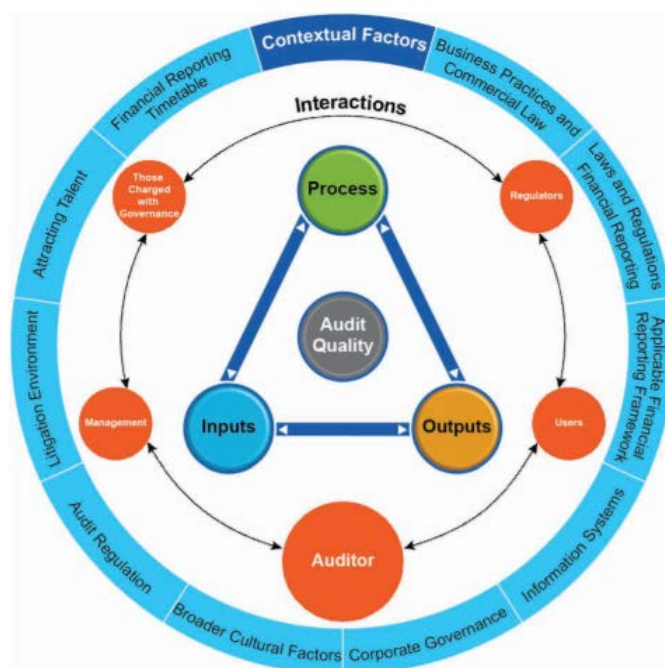 Contextual Factors
Business Practices and
Commercial Law
Laws and Regulations
Financial Reporting
Applicable Financial
Reporting Framework
Information Systems
Corporate Governance
Broader Cultural Factors
Audit Regulation
Litigation Environment
Attracting Talent
Financial Reporting
Timetable
Interactions
Those
Charged
with
Governance
Process
Regulators
Audit
Quality
Management
Inputs
Outputs
Users
Auditor